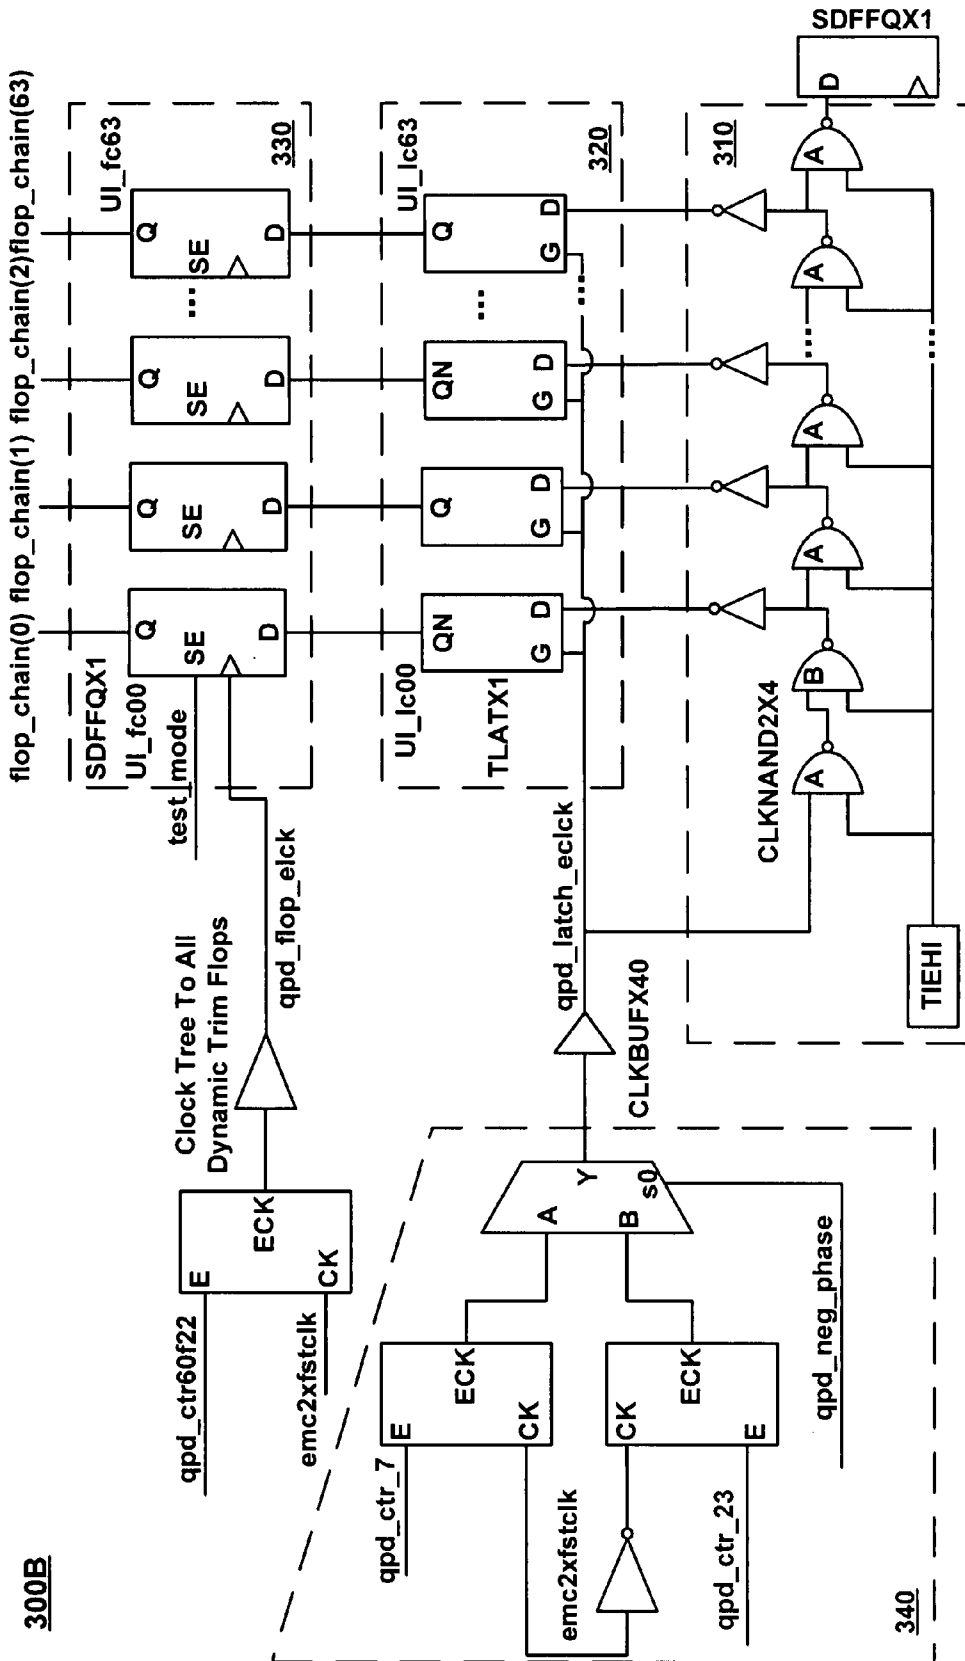 300B
flop_chain(0) flop_chain(1) flop_chain(2) flop_chain(63)
SDFFQX1
UI_fc00
UI_fc63
330
Q
SE
D
Q
SE
D
Q
SE
D
...
Q
SE
D
test_mode
qpd_flop_elck
Clock Tree To All
Dynamic Trim Flops
qpd_ctr60f22
E
ECK
CK
emc2xfstclk
UI_lc00
UI_lc63
320
TLATX1
QN
G
D
Q
G
D
QN
G
D
...
Q
G
D
...
qpd_latch_eclck
CLKBUFX40
qpd_ctr_7
E
ECK
CK
emc2xfstclk
CK
ECK
E
qpd_ctr_23
A
B
Y
s0
qpd_neg_phase
340
310
CLKNAND2X4
A
B
A
A
...
A
A
...
TIEHI
SDFFQX1
D